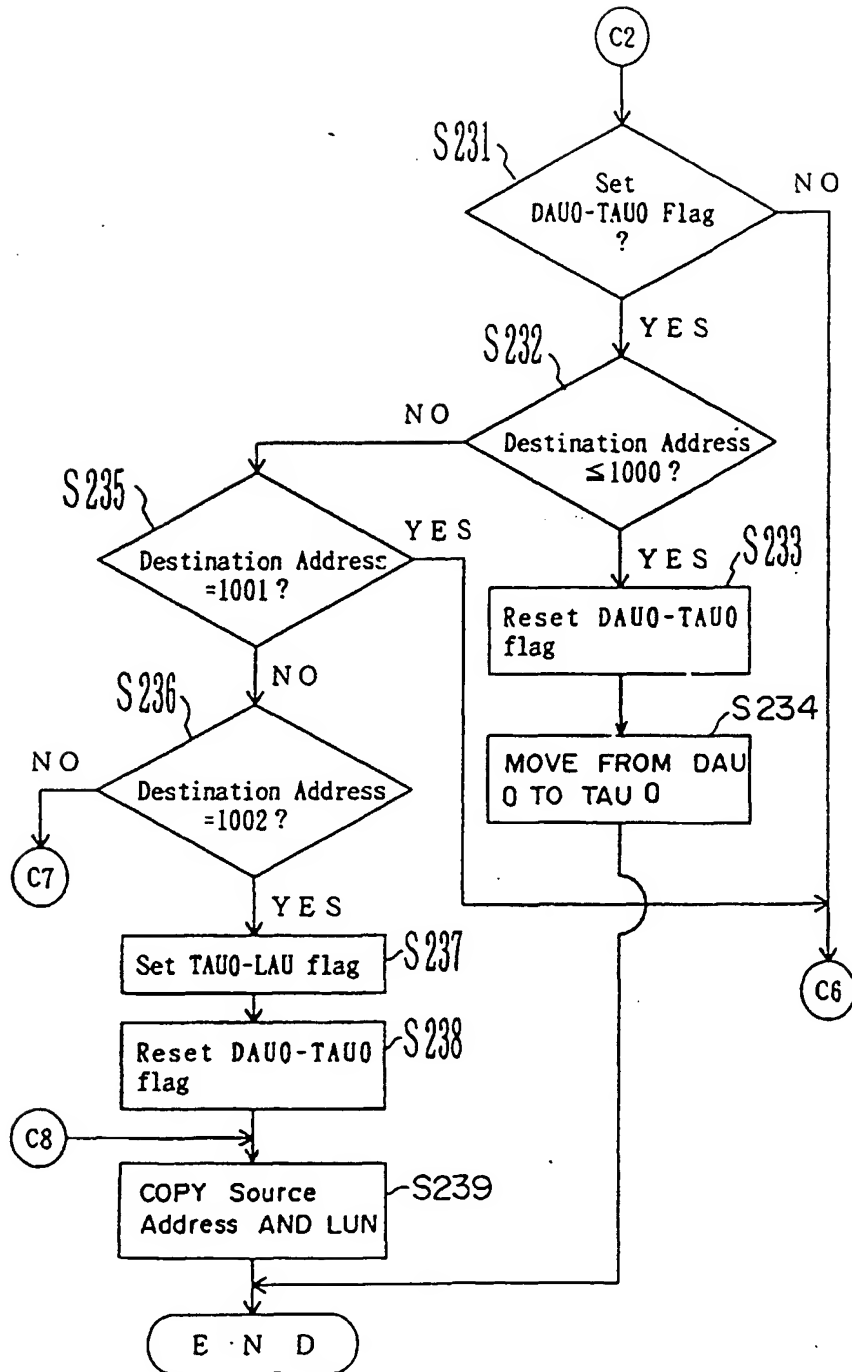 C2
S231
Set
DAU0-TAU0 Flag
?
NO
YES
S232
NO
Destination Address
≦1000?
S235
YES
Destination Address
=1001?
YES
S233
Reset DAU0-TAU0
flag
NO
S236
S234
MOVE FROM DAU
0 TO TAU 0
NO
Destination Address
=1002?
C7
YES
Set TAU0-LAU flag
S237
C6
Reset DAU0-TAU0
flag
S238
C8
COPY Source
Address AND LUN
S239
E N D